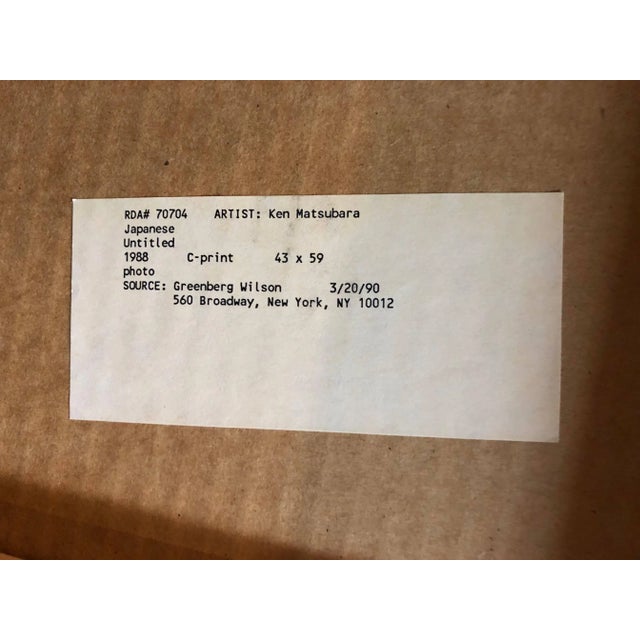 RDA# 70704 ARTIST: Ken Matsubara
Japanese
Untitled
1988 C-print 43 x 59
photo
SOURCE: Greenberg Wilson 3/20/90
560 Broadway, New York, NY 10012